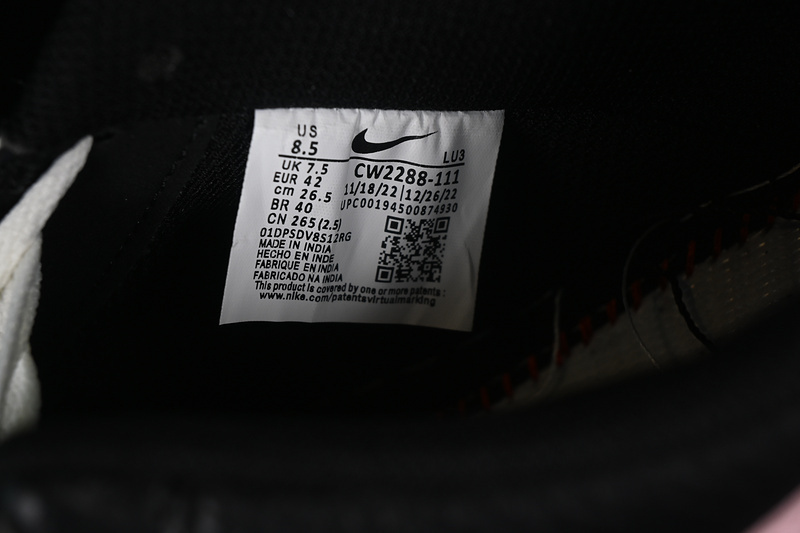 US
8.5
LU3
UK 7.5
CW2288-111
EUR 42
11/18/22 | 12/26/22
cm 26.5
UPC00194500874930
BR 40
CN 265 (2.5)
01DPSDV8S12RG
MADE IN INDIA
HECHO EN INDE
FABRIQUE EN INDIA
FABRICADO NA INDIA
This product is covered by one or more patents :
www.nike.com/patentsvirtualmarking